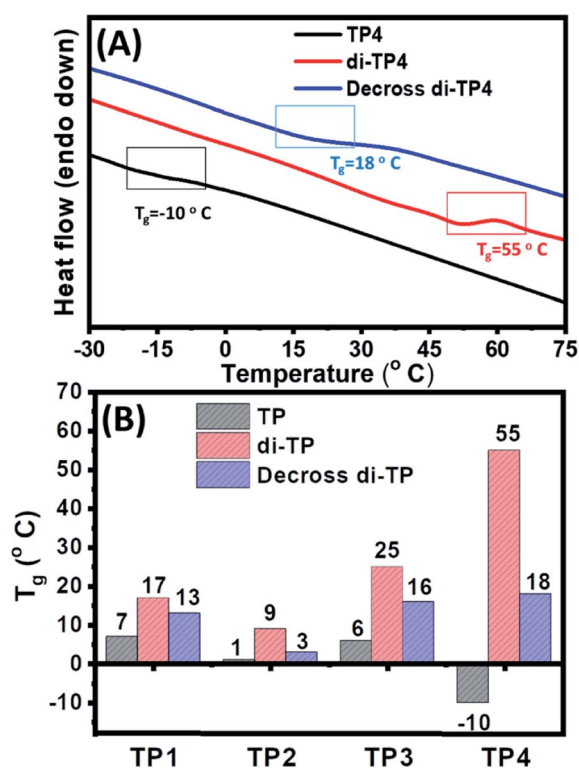 (A)
TP4
di-TP4
Decross di-TP4
Heat flow (endo down)
Tg=18 ° C
Tg=-10 ° C
Tg=55 ° C
-30 -15 0 15 30 45 60 75
Temperature (° C)
(B)
TP
di-TP
Decross di-TP
Tg (° C)
70
60
50
40
30
20
10
0
-10
7 17 13
1 9 3
6 25 16
-10 55 18
TP1 TP2 TP3 TP4